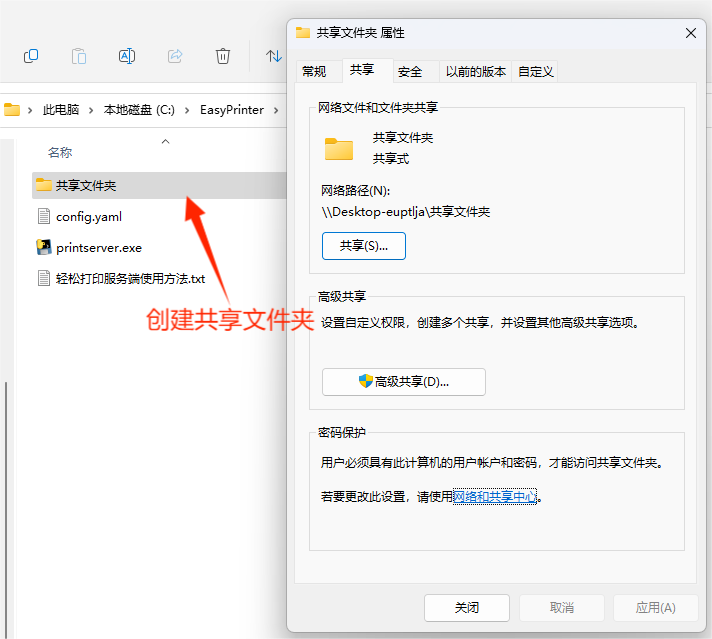 共享文件夹 属性
常规
共享
安全
以前的版本
自定义
此电脑 > 本地磁盘 (C:) > EasyPrinter >
名称
共享文件夹
config.yaml
printserver.exe
轻松打印服务端使用方法.txt
创建共享文件夹
网络文件和文件夹共享
共享文件夹
共享式
网络路径(N):
\\Desktop-euptlja\共享文件夹
共享(S)...
高级共享
设置自定义权限，创建多个共享，并设置其他高级共享选项。
高级共享(D)...
密码保护
用户必须具有此计算机的用户帐户和密码，才能访问共享文件夹。
若要更改此设置，请使用网络和共享中心。
关闭
取消
应用(A)